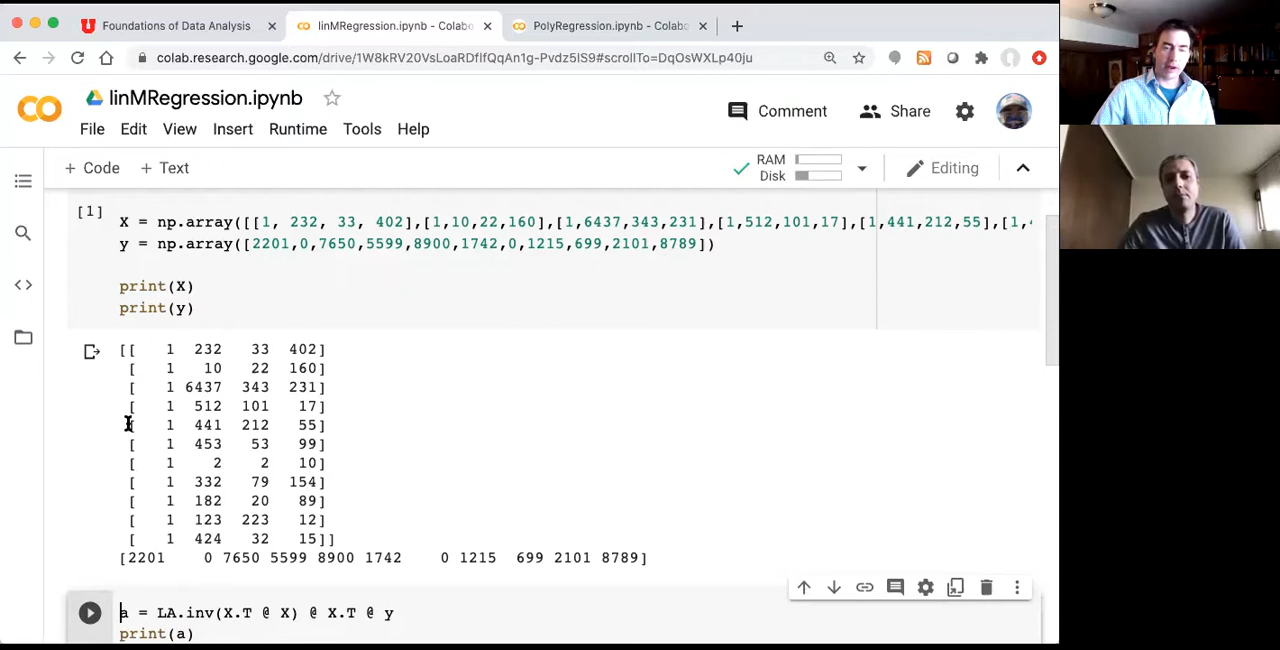 Foundations of Data Analysis
linMRegression.ipynb - Colabo
PolyRegression.ipynb - Colabo
colab.research.google.com/drive/1W8kRV20VsLoaRfIfQqAn1g-Pvdz5lS9#scrollTo=DqOsWXLp40ju
linMRegression.ipynb
Comment
Share
File Edit View Insert Runtime Tools Help
+ Code + Text
RAM
Disk
Editing
[1]
X = np.array([[1, 232, 33, 402],[1,10,22,160],[1,6437,343,231],[1,512,101,17],[1,441,212,55],[1,
y = np.array([2201,0,7650,5599,8900,1742,0,1215,699,2101,8789])
print(X)
print(y)
[[ 1 232 33 402]
[ 1 10 22 160]
[ 1 6437 343 231]
[ 1 512 101 17]
[ 1 441 212 55]
[ 1 453 53 99]
[ 1 2 2 10]
[ 1 332 79 154]
[ 1 182 20 89]
[ 1 123 223 12]
[ 1 424 32 15]]
[2201 0 7650 5599 8900 1742 0 1215 699 2101 8789]
a = LA.inv(X.T @ X) @ X.T @ y
print(a)